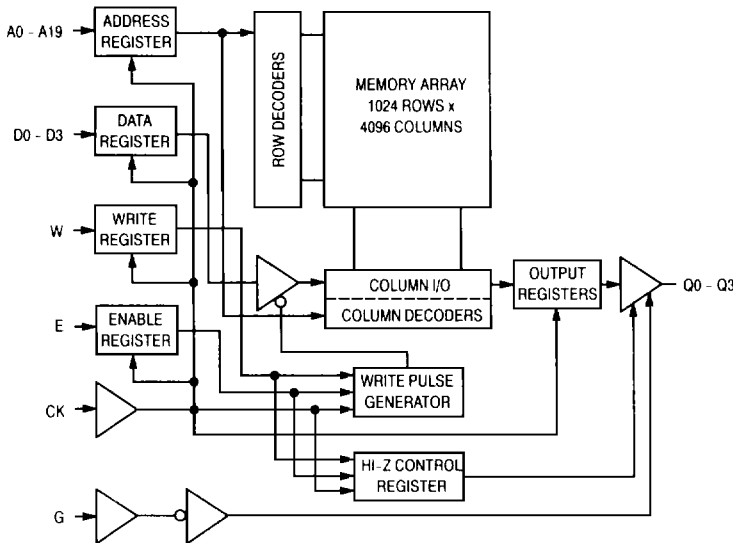 A0 - A19
ADDRESS
REGISTER
ROW DECODERS
MEMORY ARRAY
1024 ROWS x
4096 COLUMNS
D0 - D3
DATA
REGISTER
W
WRITE
REGISTER
COLUMN I/O
COLUMN DECODERS
OUTPUT
REGISTERS
Q0 - Q3
E
ENABLE
REGISTER
WRITE PULSE
GENERATOR
CK
HI-Z CONTROL
REGISTER
G